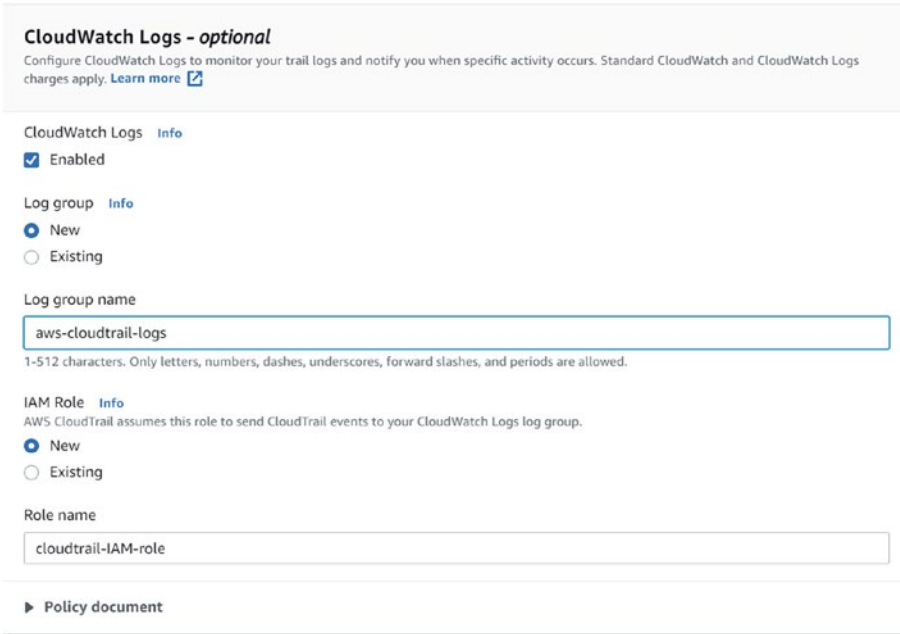 CloudWatch Logs - optional
Configure CloudWatch Logs to monitor your trail logs and notify you when specific activity occurs. Standard CloudWatch and CloudWatch Logs
charges apply. Learn more
CloudWatch Logs Info
Enabled
Log group Info
New
Existing
Log group name
aws-cloudtrail-logs
1-512 characters. Only letters, numbers, dashes, underscores, forward slashes, and periods are allowed.
IAM Role Info
AWS CloudTrail assumes this role to send CloudTrail events to your CloudWatch Logs log group.
New
Existing
Role name
cloudtrail-IAM-role
Policy document